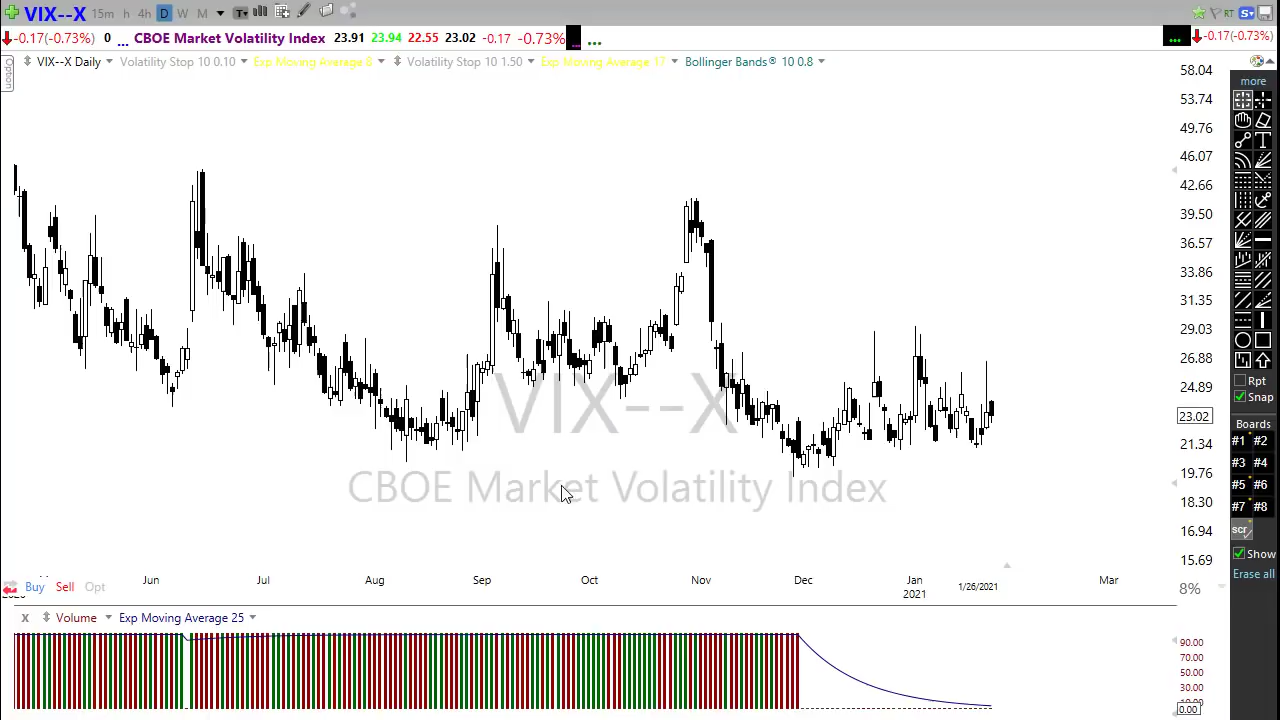 VIX--X 15m h 4h D W M RT
-0.17(-0.73%) 0 ... CBOE Market Volatility Index 23.91 23.94 22.55 23.02 -0.17 -0.73% ... ... -0.17(-0.73%)
Option
VIX--X Daily Volatility Stop 10 0.10 Exp Moving Average 8 Volatility Stop 10 1.50 Exp Moving Average 17 Bollinger Bands® 10 0.8
58.04
53.74
49.76
46.07
42.66
39.50
36.57
33.86
31.35
29.03
26.88
24.89
23.02
21.34
19.76
18.30
16.94
15.69
more
Rpt
Snap
Boards
#1 #2
#3 #4
#5 #6
#7 #8
scr
Show
Erase all
VIX--X
CBOE Market Volatility Index
Jun Jul Aug Sep Oct Nov Dec Jan 2021 1/26/2021 Mar
Buy Sell Opt
8%
x Volume Exp Moving Average 25
90.00
70.00
50.00
30.00
0.00